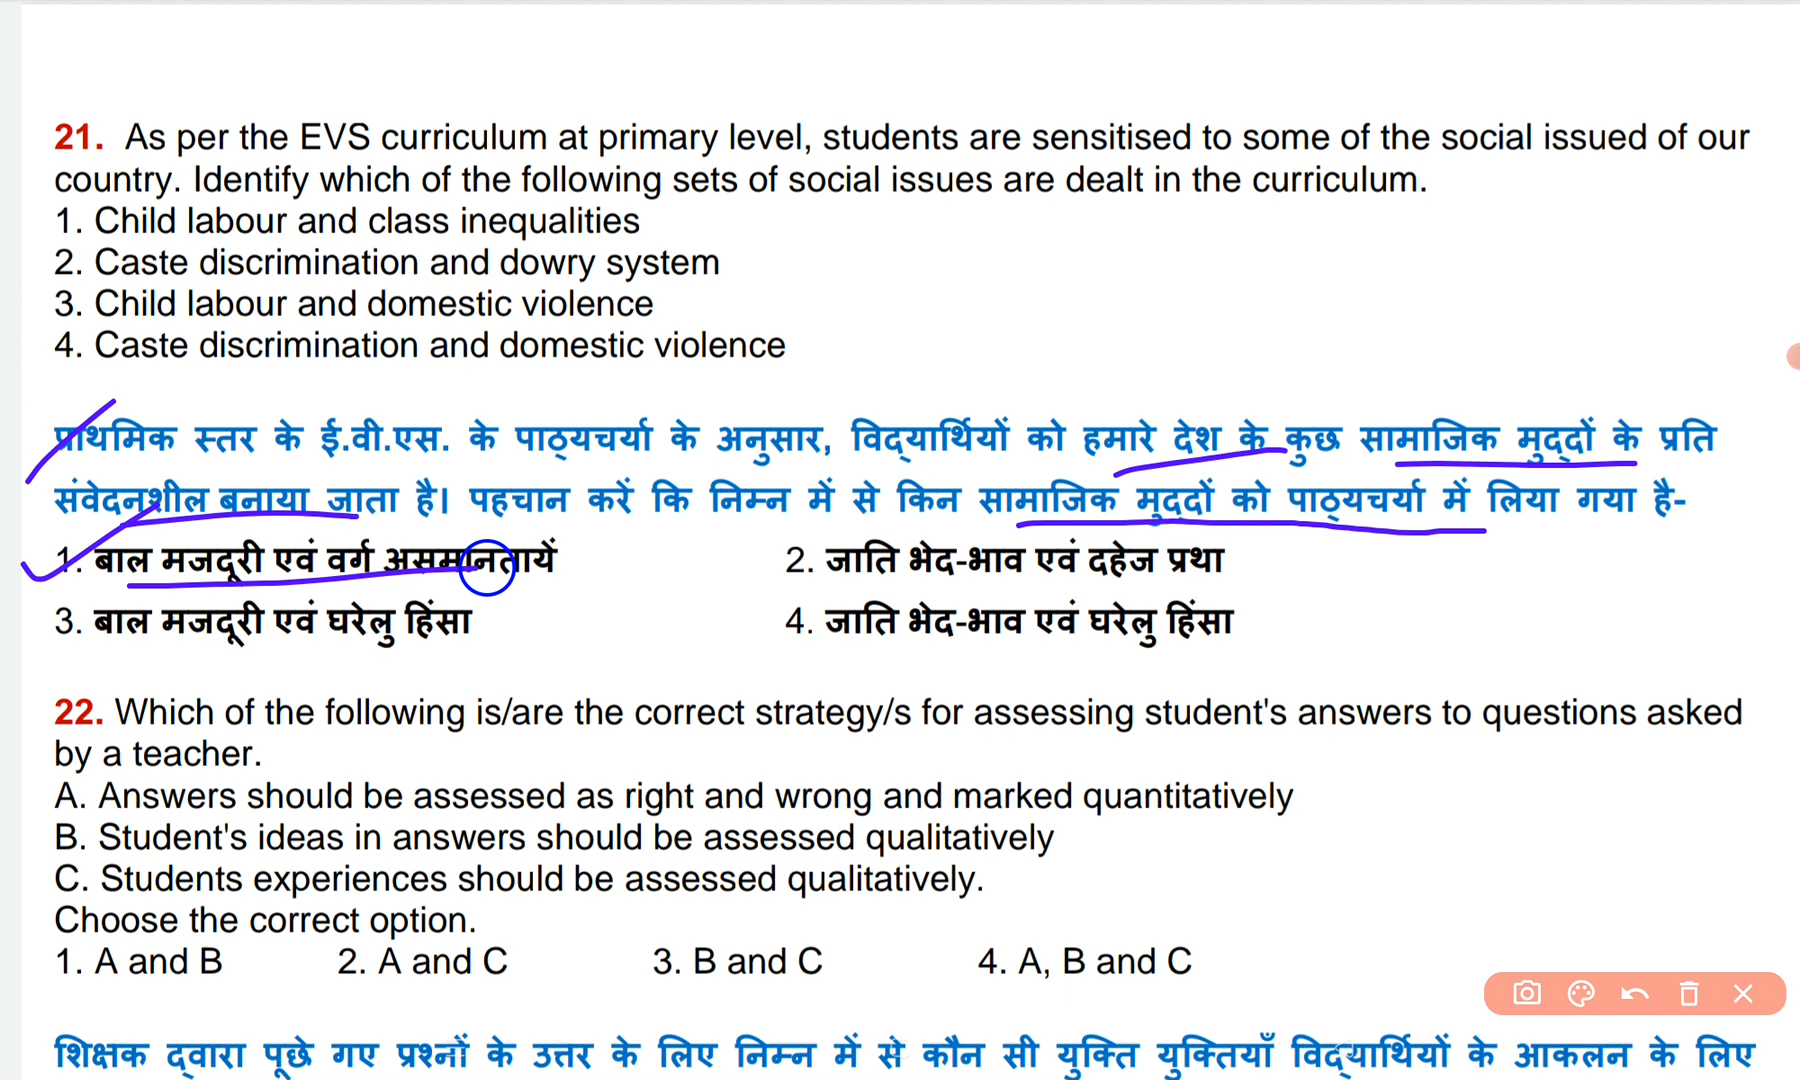 21. As per the EVS curriculum at primary level, students are sensitised to some of the social issued of our
country. Identify which of the following sets of social issues are dealt in the curriculum.
1. Child labour and class inequalities
2. Caste discrimination and dowry system
3. Child labour and domestic violence
4. Caste discrimination and domestic violence
प्राथमिक स्तर के ई.वी.एस. के पाठ्यचर्या के अनुसार, विद्यार्थियों को हमारे देश के कुछ सामाजिक मुद्दों के प्रति
संवेदनशील बनाया जाता है। पहचान करें कि निम्न में से किन सामाजिक मुद्दों को पाठ्यचर्या में लिया गया है-
1. बाल मजदूरी एवं वर्ग असमानतायें 2. जाति भेद-भाव एवं दहेज प्रथा
3. बाल मजदूरी एवं घरेलु हिंसा 4. जाति भेद-भाव एवं घरेलु हिंसा
22. Which of the following is/are the correct strategy/s for assessing student's answers to questions asked
by a teacher.
A. Answers should be assessed as right and wrong and marked quantitatively
B. Student's ideas in answers should be assessed qualitatively
C. Students experiences should be assessed qualitatively.
Choose the correct option.
1. A and B 2. A and C 3. B and C 4. A, B and C
शिक्षक द्वारा पूछे गए प्रश्नों के उत्तर के लिए निम्न में से कौन सी युक्ति युक्तियाँ विद्यार्थियों के आकलन के लिए